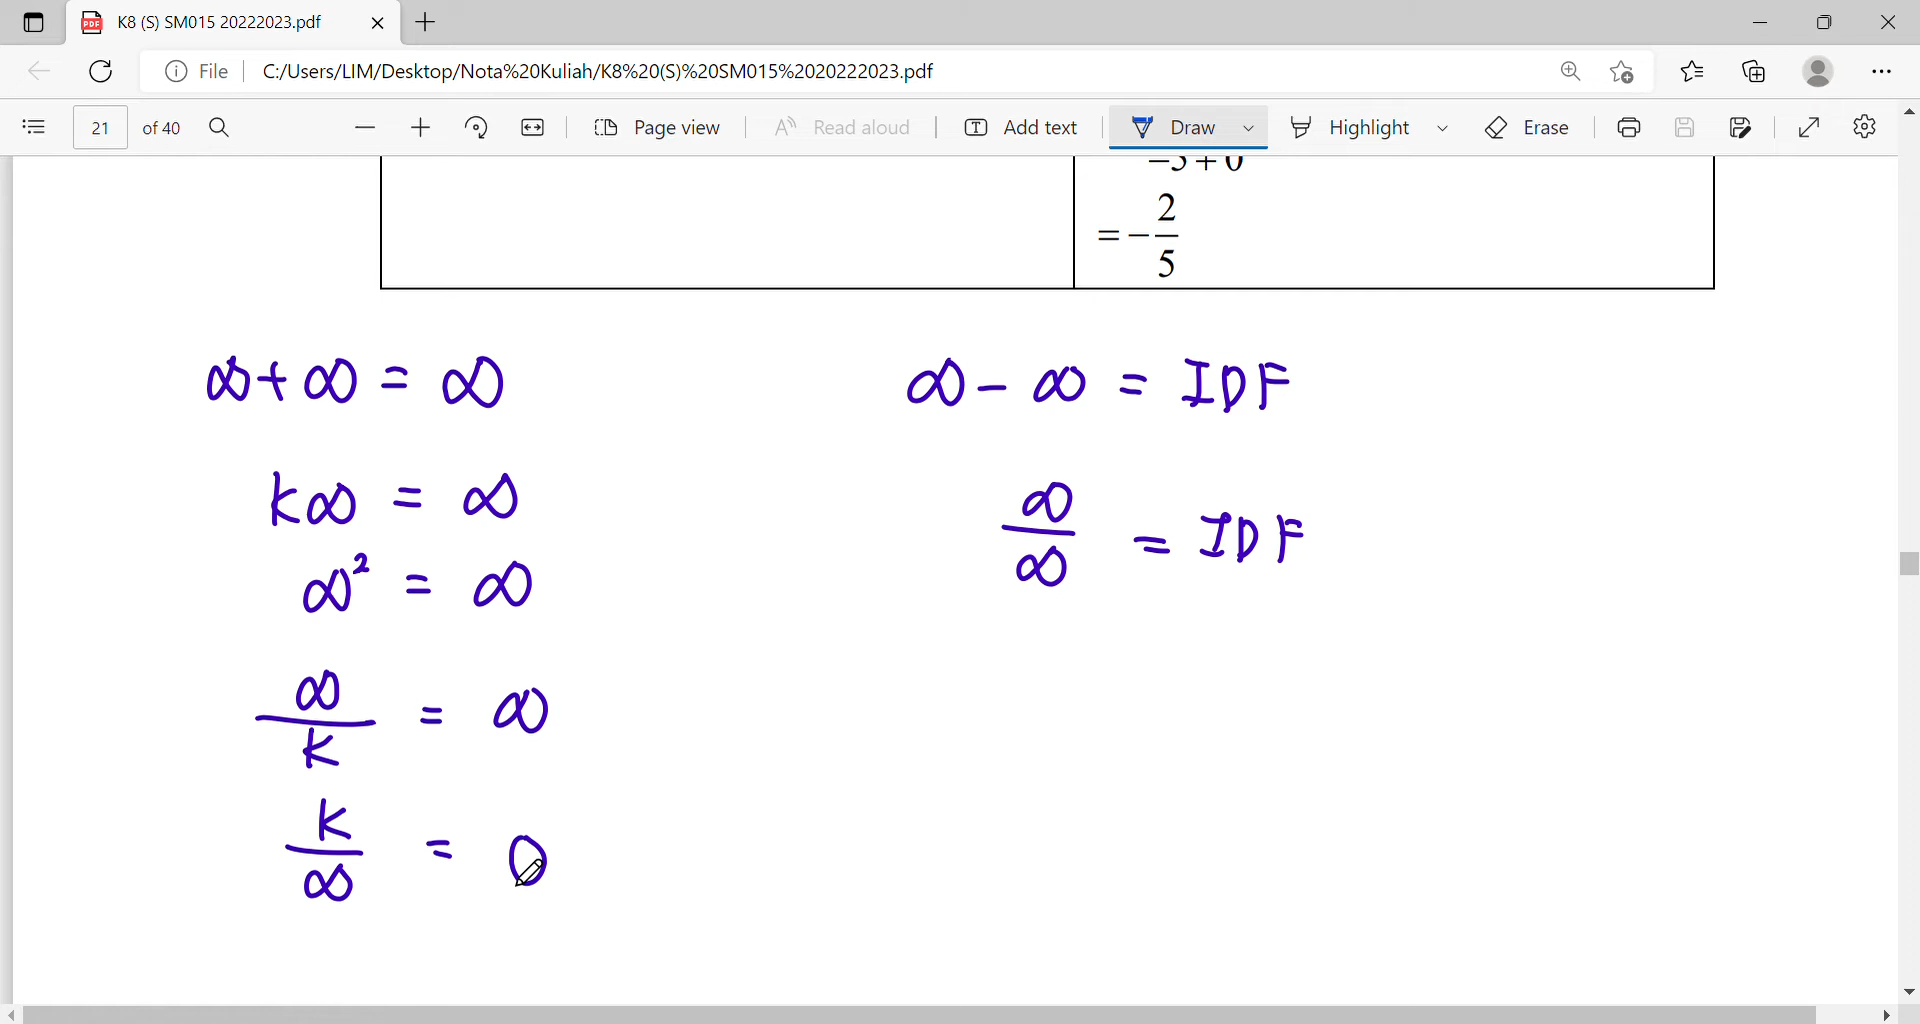 K8 (S) SM015 20222023.pdf
File C:/Users/LIM/Desktop/Nota%20Kuliah/K8%20(S)%20SM015%2020222023.pdf
21 of 40 Page view Read aloud Add text Draw Highlight Erase
= -2/5
∞ + ∞ = ∞
∞ - ∞ = IDF
k∞ = ∞
∞/∞ = IDF
∞² = ∞
∞/k = ∞
k/∞ = 0